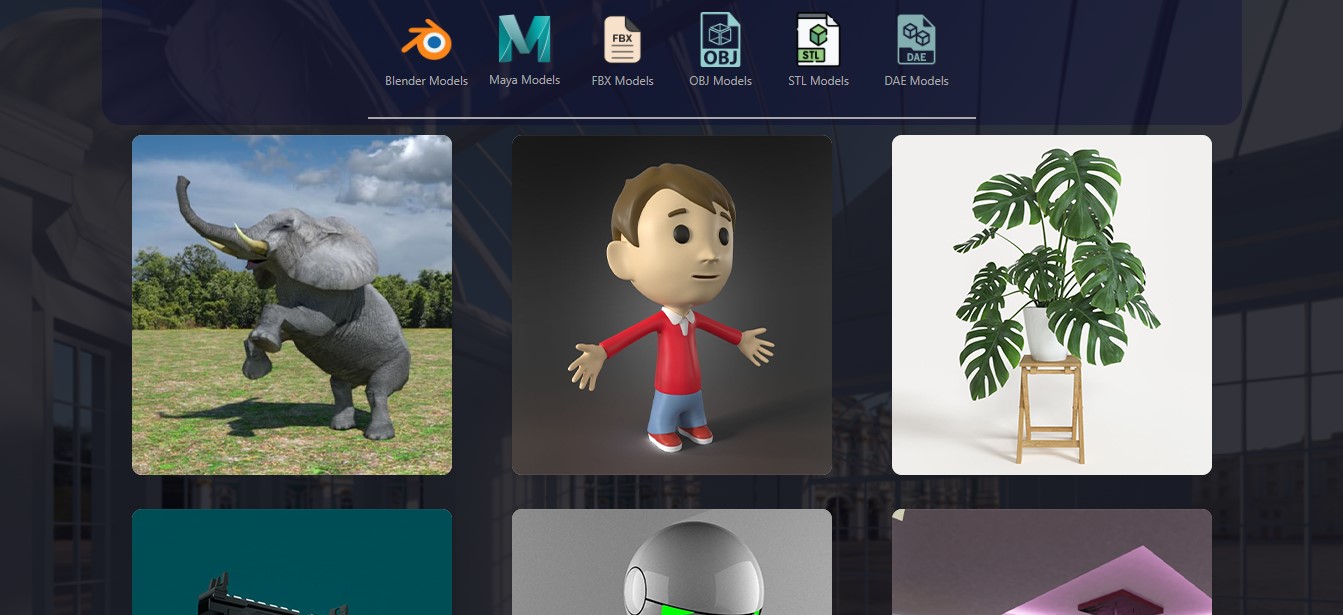 FBX
OBJ
STL
DAE
Blender Models
Maya Models
FBX Models
OBJ Models
STL Models
DAE Models